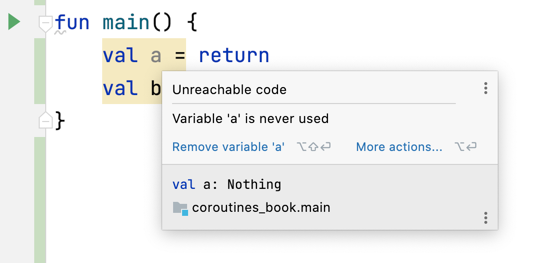 fun main() {
val a = return
val b
}
Unreachable code
Variable 'a' is never used
Remove variable 'a' ⌥⇧⏎ More actions... ⌥⏎
val a: Nothing
coroutines_book.main